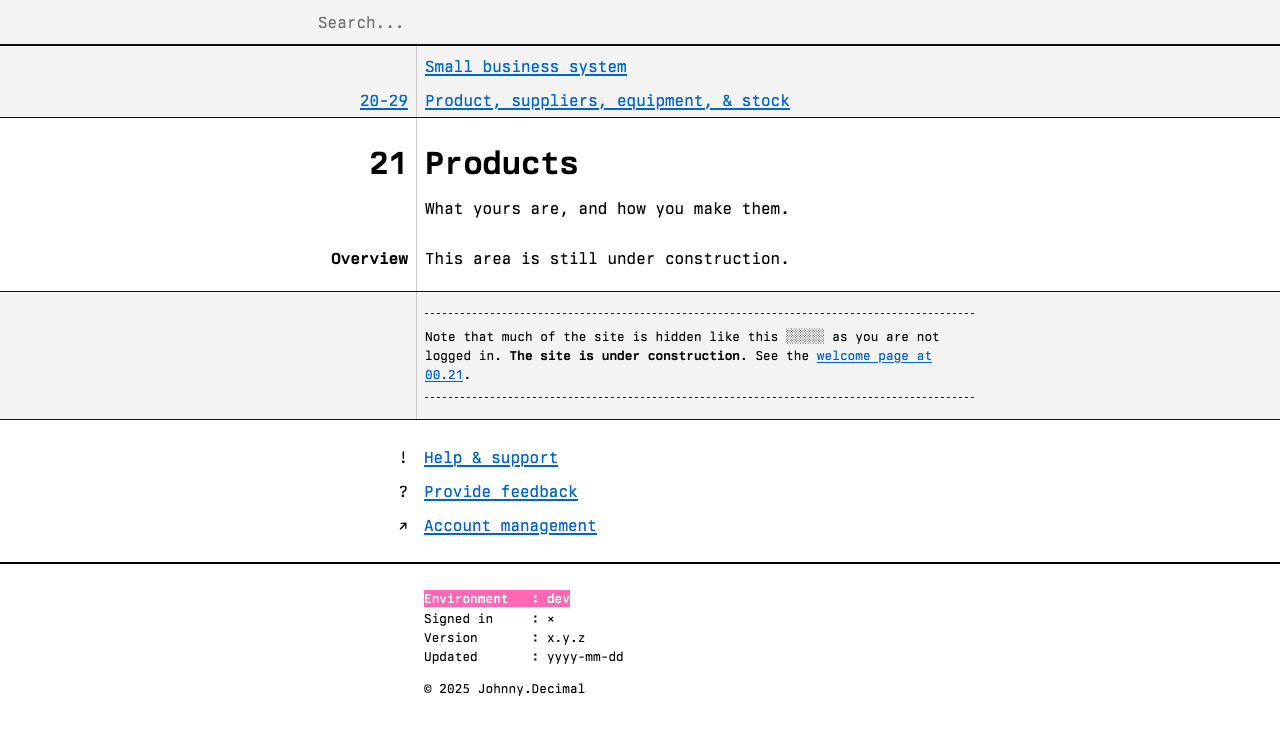 Search...
Small business system
20-29 Product, suppliers, equipment, & stock
21 Products
What yours are, and how you make them.
Overview This area is still under construction.
Note that much of the site is hidden like this ░░░░░ as you are not
logged in. The site is under construction. See the welcome page at
00.21.
! Help & support
? Provide feedback
↗ Account management
Environment : dev
Signed in : ×
Version : x.y.z
Updated : yyyy-mm-dd
© 2025 Johnny.Decimal